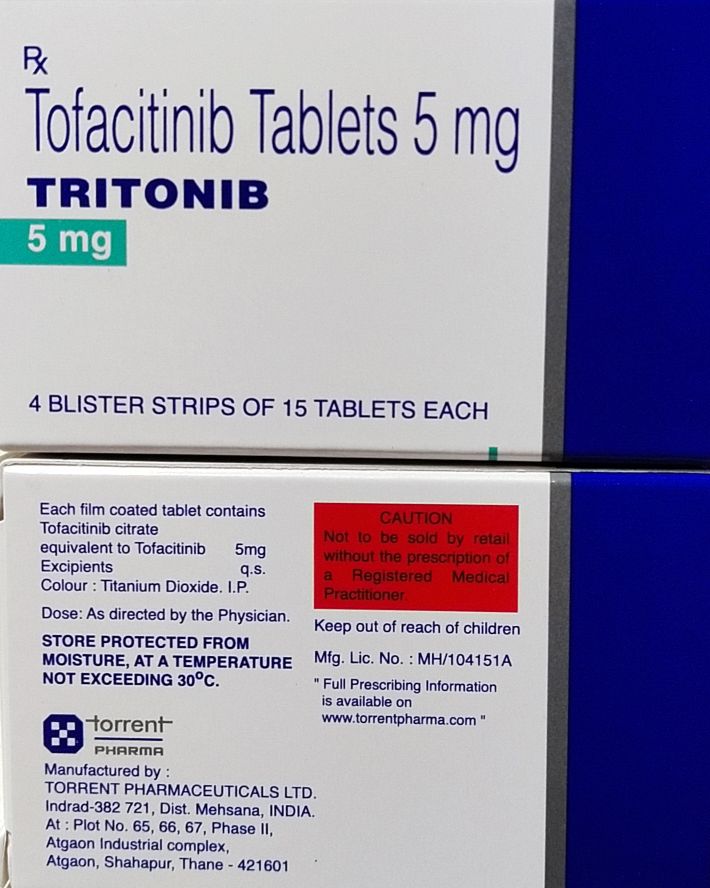 Rx
Tofacitinib Tablets 5 mg
TRITONIB
5 mg
4 BLISTER STRIPS OF 15 TABLETS EACH
Each film coated tablet contains
Tofacitinib citrate
equivalent to Tofacitinib 5mg
Excipients q.s.
Colour : Titanium Dioxide. I.P.
Dose: As directed by the Physician.
STORE PROTECTED FROM
MOISTURE, AT A TEMPERATURE
NOT EXCEEDING 30°C.
torrent
PHARMA
Manufactured by :
TORRENT PHARMACEUTICALS LTD.
Indrad-382 721, Dist. Mehsana, INDIA.
At : Plot No. 65, 66, 67, Phase II,
Atgaon Industrial complex,
Atgaon, Shahapur, Thane - 421601
CAUTION
Not to be sold by retail
without the prescription of
a Registered Medical
Practitioner.
Keep out of reach of children
Mfg. Lic. No. : MH/104151A
" Full Prescribing Information
is available on
www.torrentpharma.com "